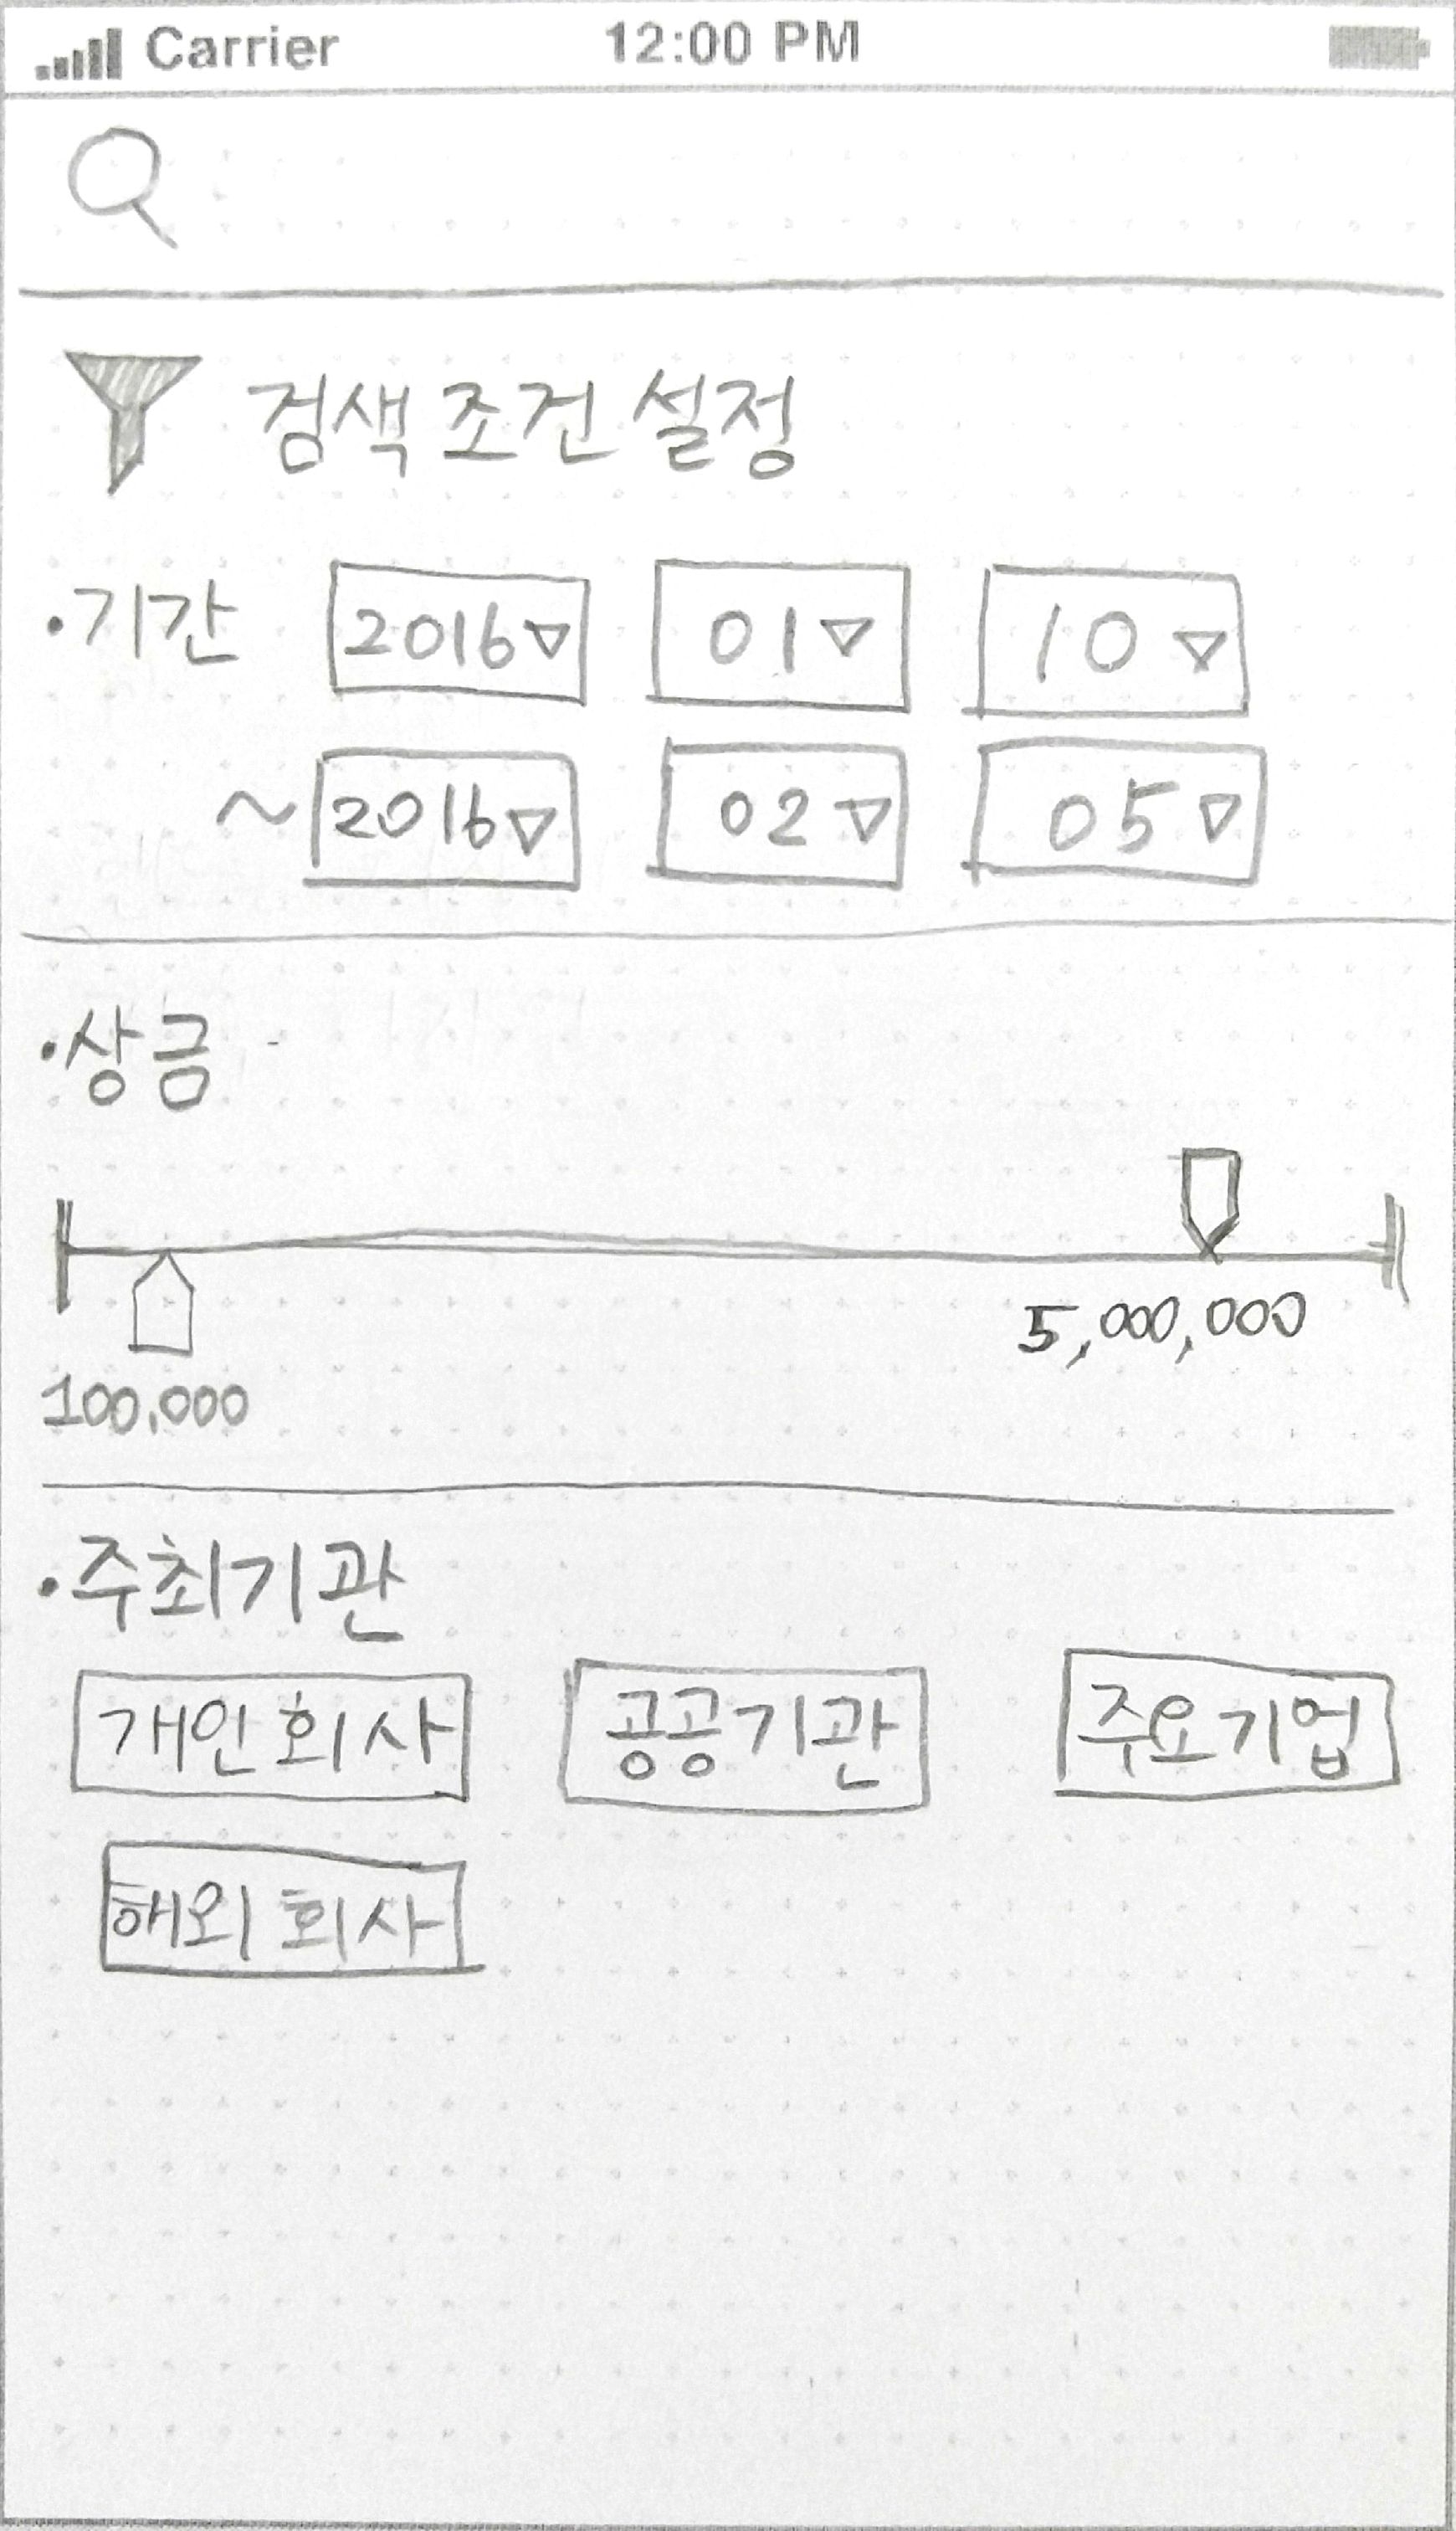 Carrier 12:00 PM
검색 조건 설정
·기간 2016▽ 01▽ 10▽
~ 2016▽ 02▽ 05▽
·상금
5,000,000
100,000
·주최기관
개인회사 공공기관 주요기업
해외회사